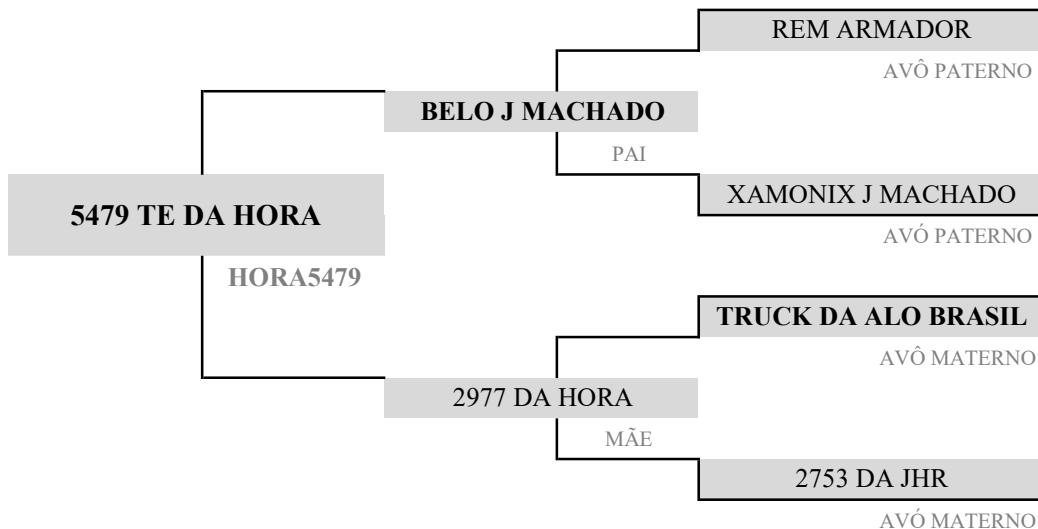 REM ARMADOR
AVÔ PATERNO
BELO J MACHADO
PAI
XAMONIX J MACHADO
AVÓ PATERNO
5479 TE DA HORA
HORA5479
TRUCK DA ALO BRASIL
AVÔ MATERNO
2977 DA HORA
MÃE
2753 DA JHR
AVÓ MATERNO